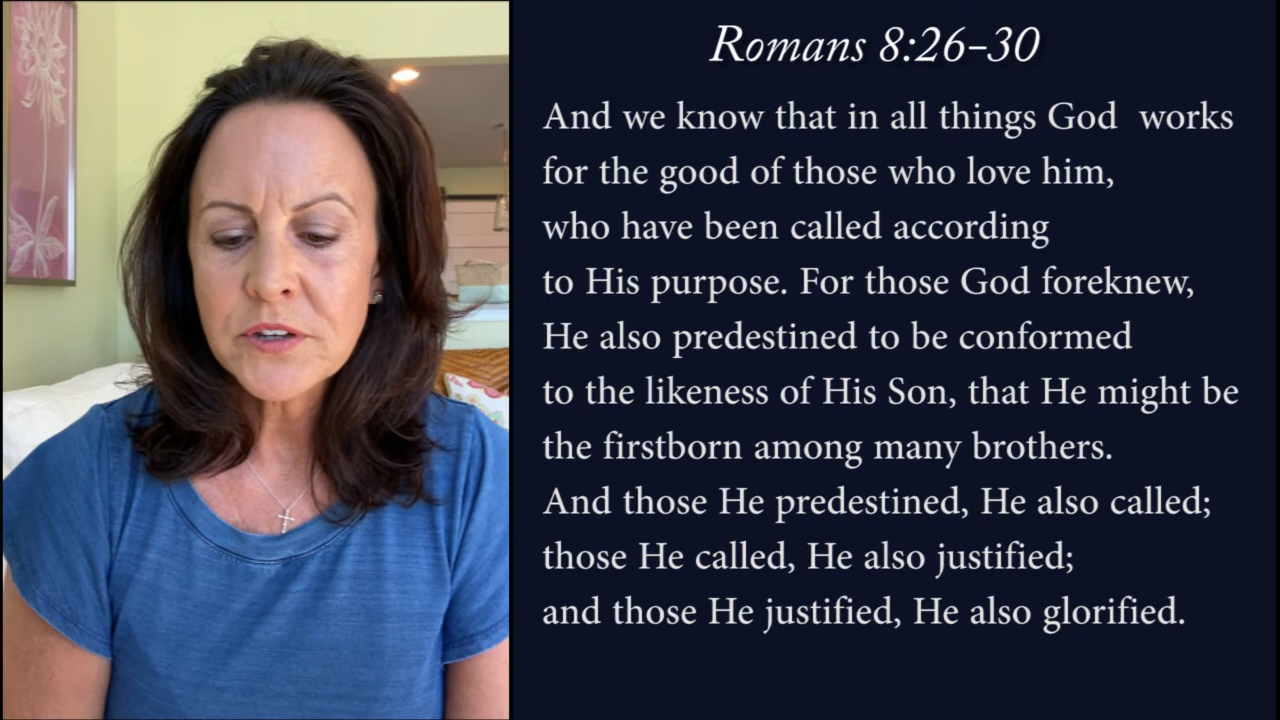 Romans 8:26–30
And we know that in all things God works
for the good of those who love him,
who have been called according
to His purpose. For those God foreknew,
He also predestined to be conformed
to the likeness of His Son, that He might be
the firstborn among many brothers.
And those He predestined, He also called;
those He called, He also justified;
and those He justified, He also glorified.